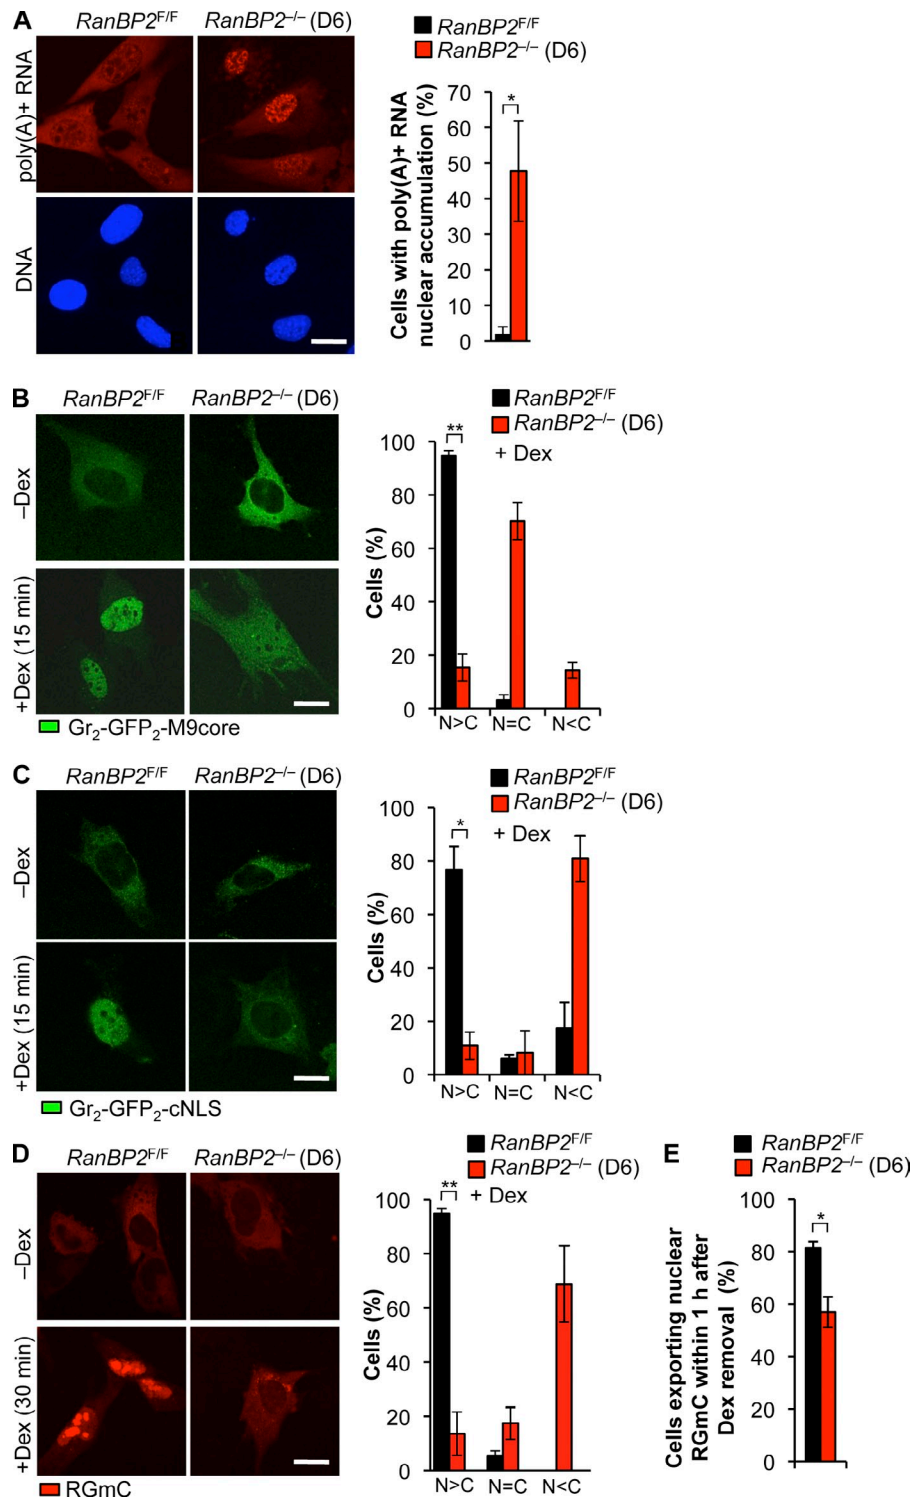 A
RanBP2F/F
RanBP2–/– (D6)
poly(A)+ RNA
DNA
RanBP2F/F
RanBP2–/– (D6)
Cells with poly(A)+ RNA
nuclear accumulation (%)
70
60
50
40
30
20
10
0
*
B
RanBP2F/F
RanBP2–/– (D6)
–Dex
+Dex (15 min)
Gr2-GFP2-M9core
RanBP2F/F
RanBP2–/– (D6)
+ Dex
Cells (%)
100
80
60
40
20
0
**
N>C
N=C
N<C
C
RanBP2F/F
RanBP2–/– (D6)
–Dex
+Dex (15 min)
Gr2-GFP2-cNLS
RanBP2F/F
RanBP2–/– (D6)
+ Dex
Cells (%)
100
80
60
40
20
0
*
N>C
N=C
N<C
D
RanBP2F/F
RanBP2–/– (D6)
–Dex
+Dex (30 min)
RGmC
RanBP2F/F
RanBP2–/– (D6)
+ Dex
Cells (%)
100
80
60
40
20
0
**
N>C
N=C
N<C
E
RanBP2F/F
RanBP2–/– (D6)
Cells exporting nuclear
RGmC within 1 h after
Dex removal (%)
100
80
60
40
20
0
*